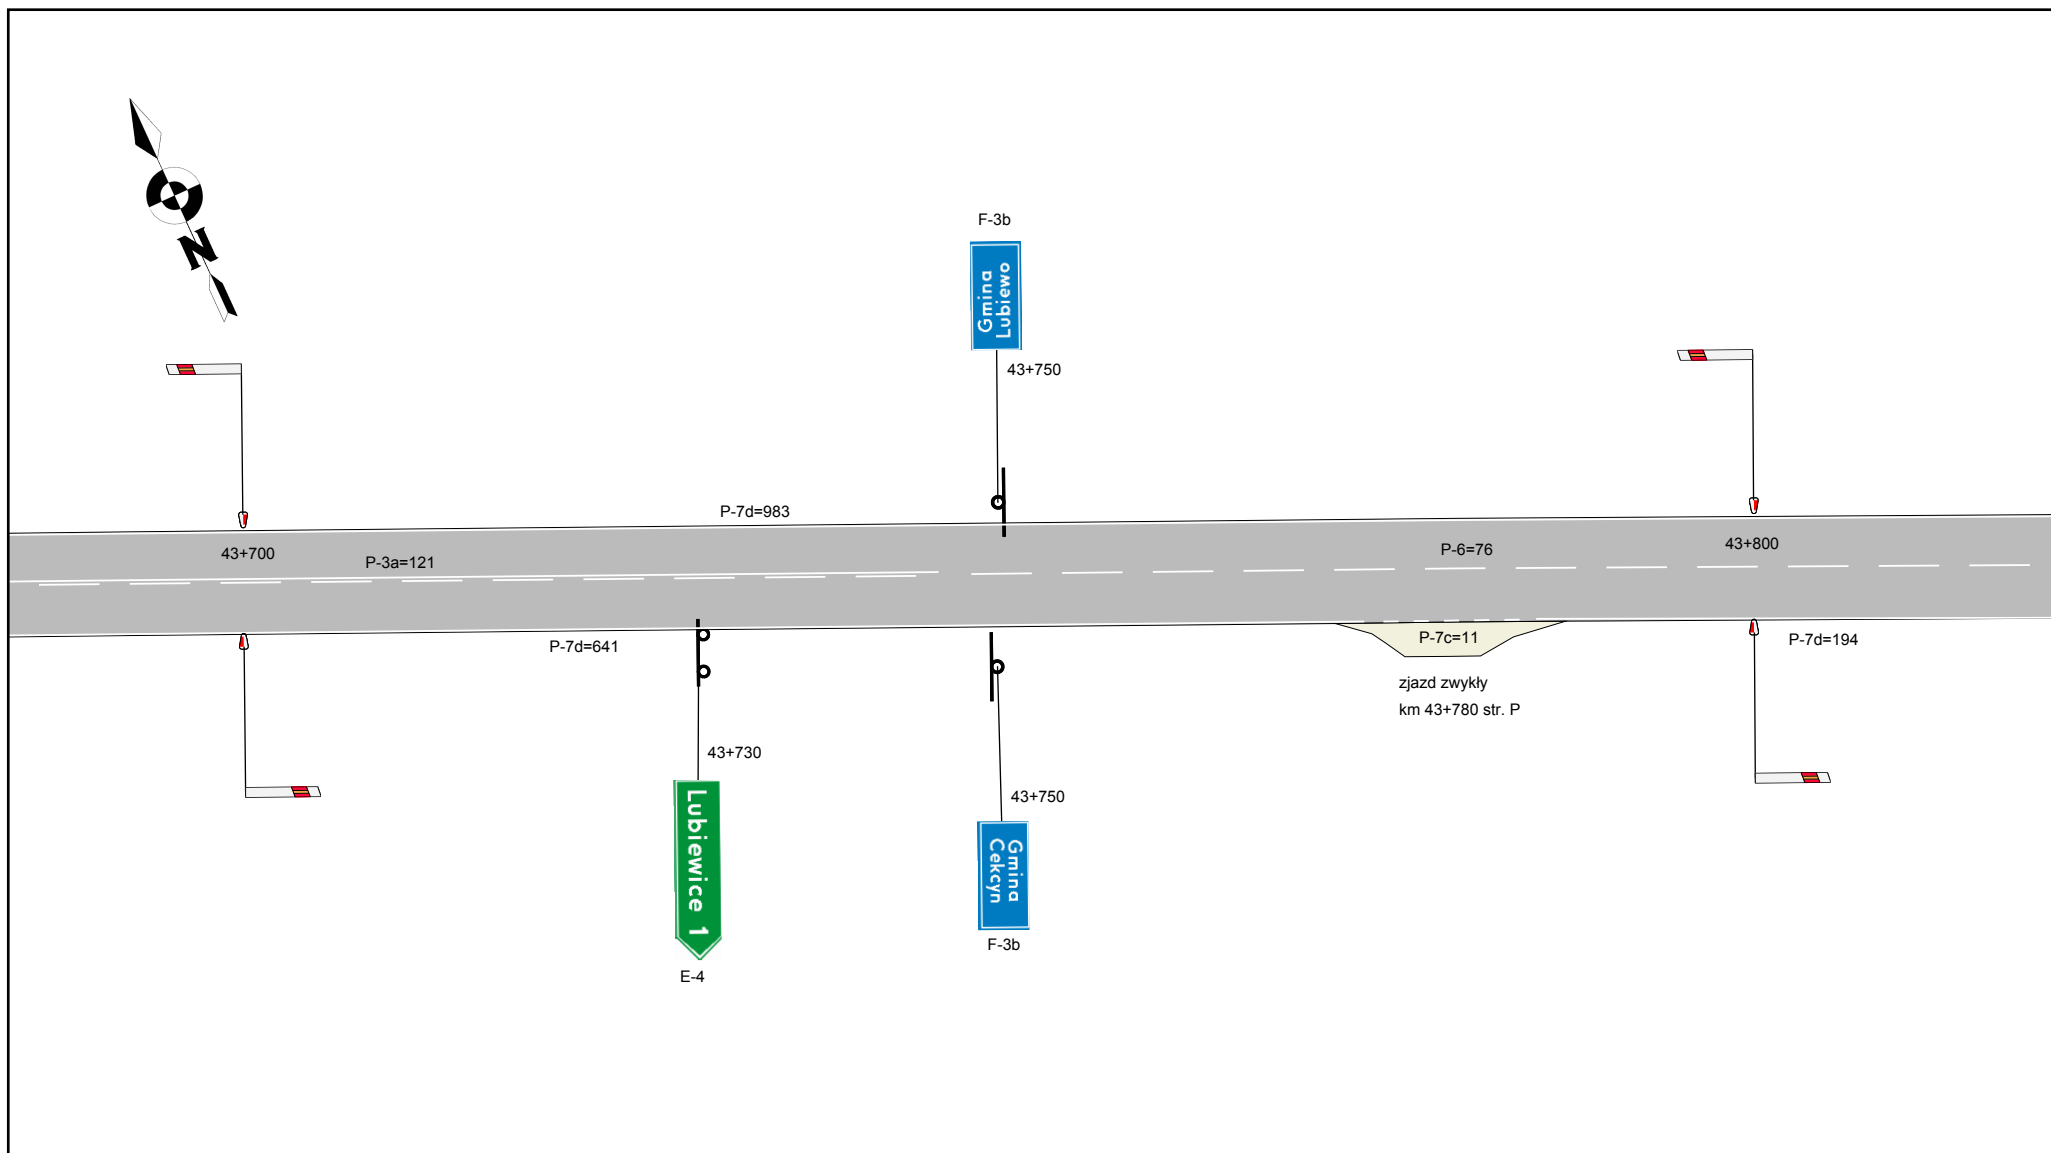 N
F-3b
Gmina
Lubiewo
43+750
P-7d=983
43+700
P-3a=121
P-6=76
43+800
P-7d=641
P-7c=11
P-7d=194
zjazd zwykły
km 43+780 str. P
43+730
43+750
Lubiewice 1
Gmina
Cekcyn
F-3b
E-4